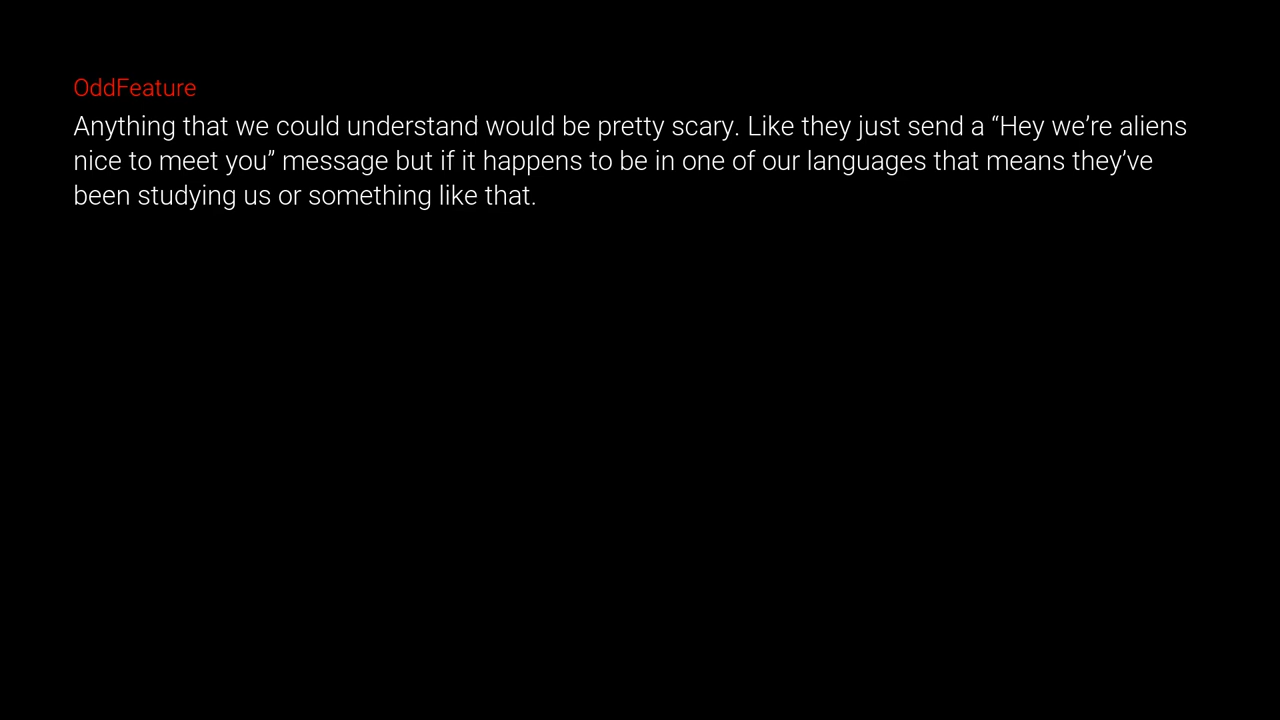 OddFeature
Anything that we could understand would be pretty scary. Like they just send a “Hey we’re aliens
nice to meet you” message but if it happens to be in one of our languages that means they’ve
been studying us or something like that.